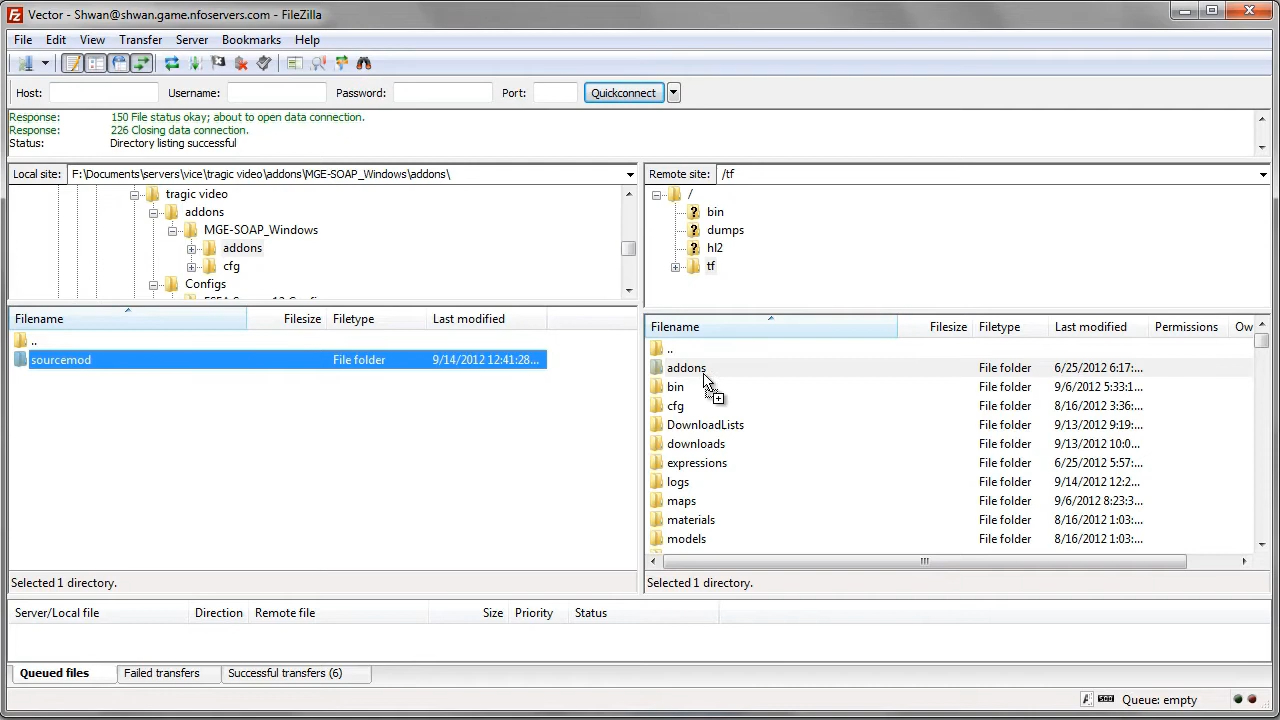 Vector - Shwan@shwan.game.nfoservers.com - FileZilla
File Edit View Transfer Server Bookmarks Help
Host: Username: Password: Port: Quickconnect
Response: 150 File status okay; about to open data connection.
Response: 226 Closing data connection.
Status: Directory listing successful
Local site: F:\Documents\servers\vice\tragic video\addons\MGE-SOAP_Windows\addons\
tragic video
addons
MGE-SOAP_Windows
addons
cfg
Configs
Filename Filesize Filetype Last modified
..
sourcemod File folder 9/14/2012 12:41:28...
Selected 1 directory.
Remote site: /tf
/
? bin
? dumps
? hl2
tf
Filename Filesize Filetype Last modified Permissions Ow
..
addons File folder 6/25/2012 6:17:...
bin File folder 9/6/2012 5:33:1...
cfg File folder 8/16/2012 3:36:...
DownloadLists File folder 9/13/2012 9:19:...
downloads File folder 9/13/2012 10:0...
expressions File folder 6/25/2012 5:57:...
logs File folder 9/14/2012 12:2...
maps File folder 9/6/2012 8:23:3...
materials File folder 8/16/2012 1:03:...
models File folder 8/16/2012 1:03:...
Selected 1 directory.
Server/Local file Direction Remote file Size Priority Status
Queued files Failed transfers Successful transfers (6)
Queue: empty